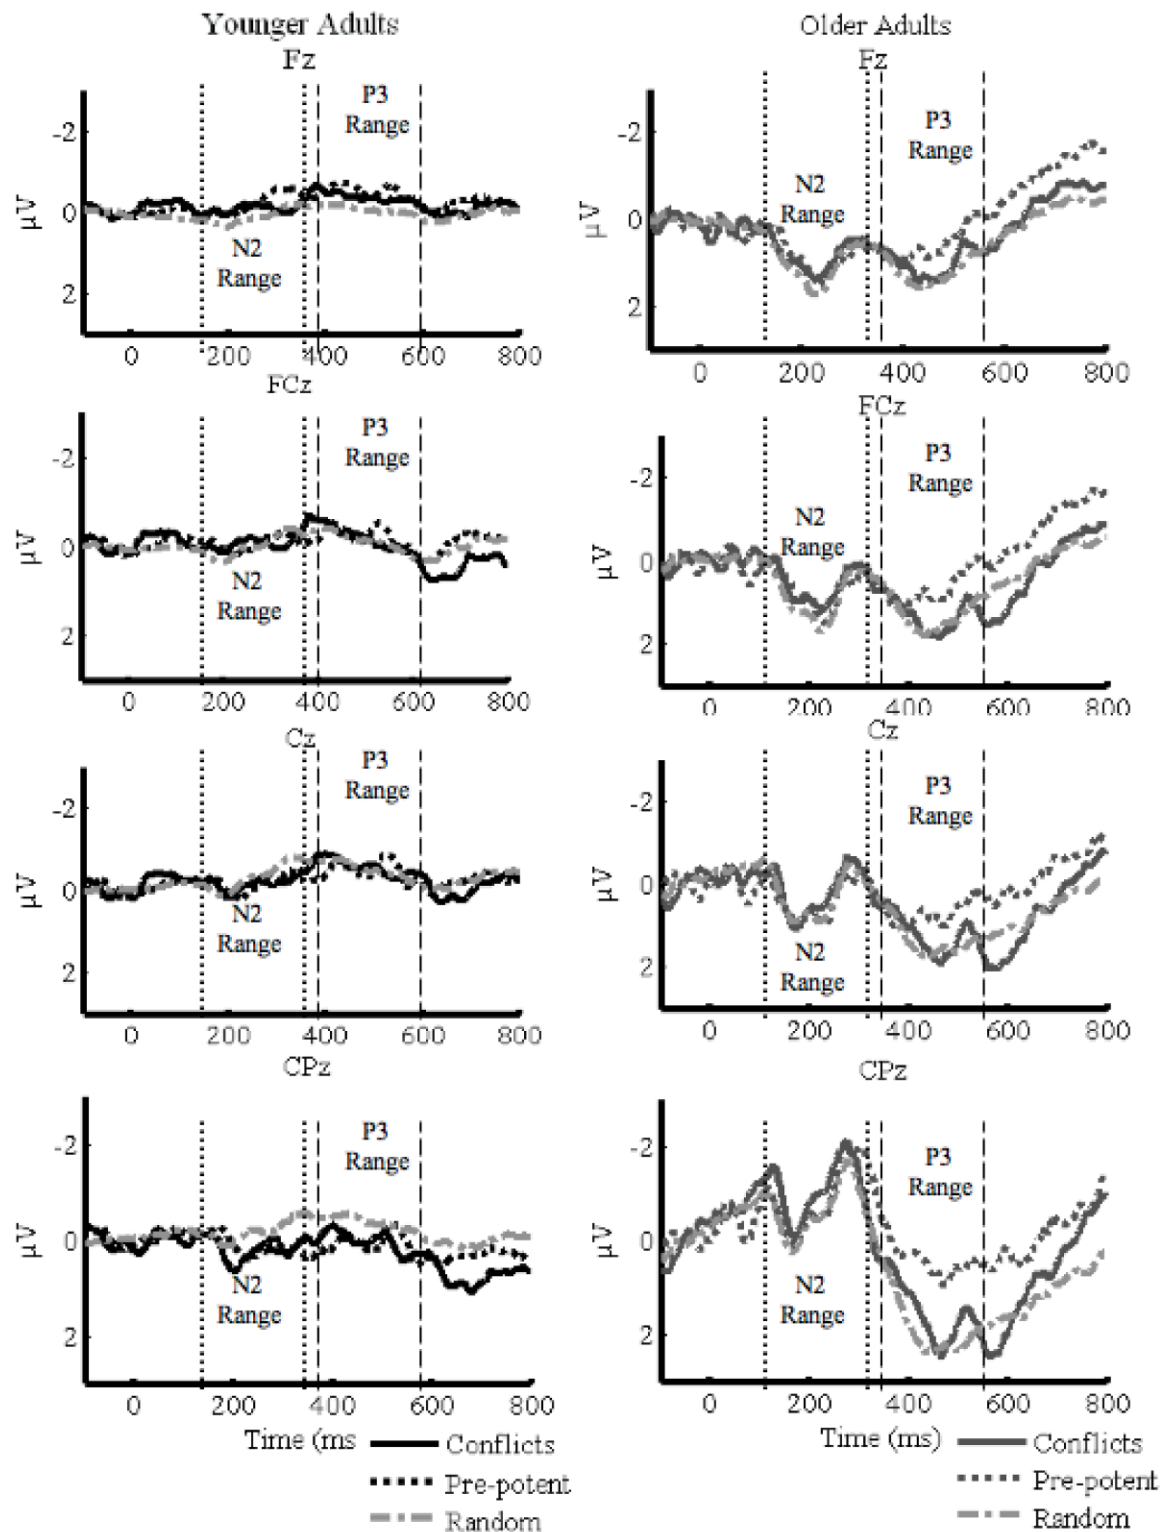 Younger Adults
Fz
P3
Range
-2
0
2
μV
N2
Range
0 200 400 600 800
FCz
P3
Range
-2
0
2
μV
N2
Range
0 200 400 600 800
Cz
P3
Range
-2
0
2
μV
N2
Range
0 200 400 600 800
CPz
P3
Range
-2
0
2
μV
N2
Range
0 200 400 600 800
Time (ms
Conflicts
Pre-potent
Random
Older Adults
Fz
P3
Range
-2
0
2
μV
N2
Range
0 200 400 600 800
FCz
P3
Range
-2
0
2
μV
N2
Range
0 200 400 600 800
Cz
P3
Range
-2
0
2
μV
N2
Range
0 200 400 600 800
CPz
P3
Range
-2
0
2
μV
N2
Range
0 200 400 600 800
Time (ms)
Conflicts
Pre-potent
Random